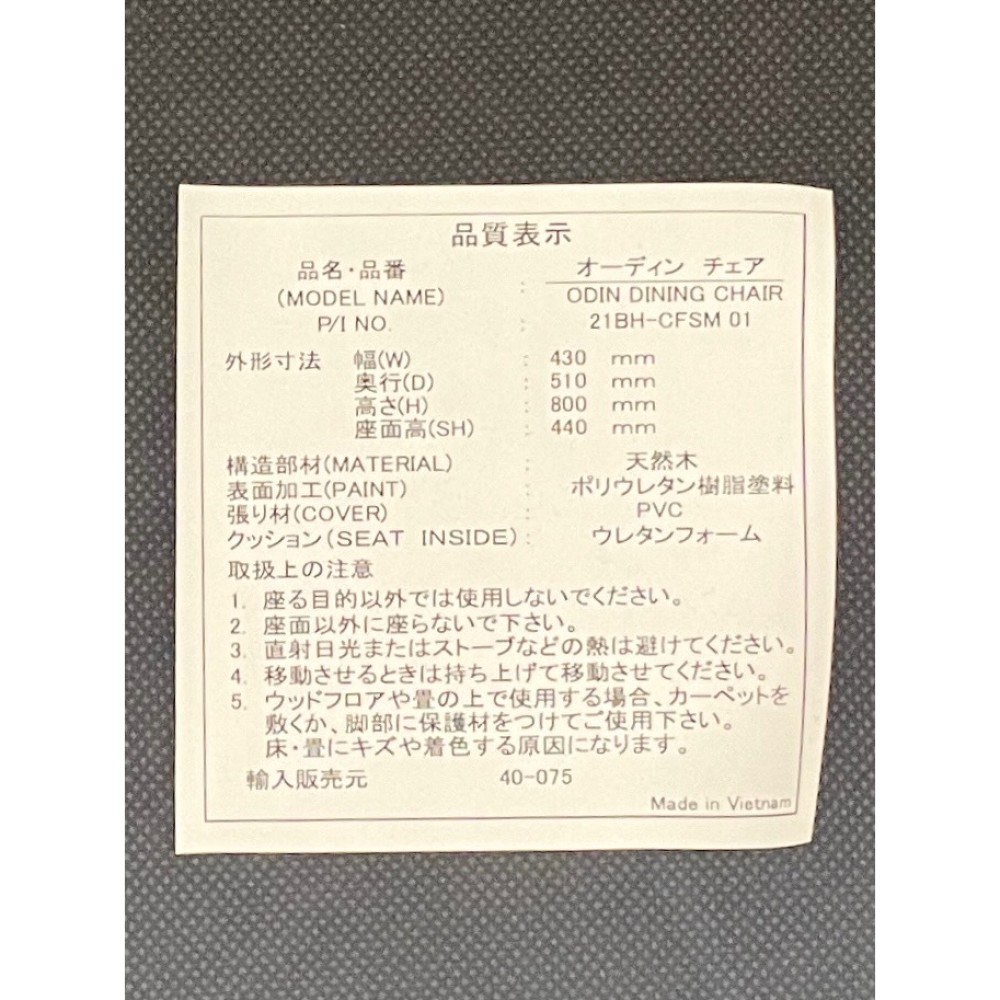 品質表示
品名・品番 オーディン チェア
(MODEL NAME) : ODIN DINING CHAIR
P/I NO. : 21BH-CFSM 01
外形寸法 幅(W) : 430 mm
奥行(D) : 510 mm
高さ(H) : 800 mm
座面高(SH) : 440 mm
構造部材(MATERIAL) : 天然木
表面加工(PAINT) : ポリウレタン樹脂塗料
張り材(COVER) : PVC
クッション(SEAT INSIDE) : ウレタンフォーム
取扱上の注意
1. 座る目的以外では使用しないでください。
2. 座面以外に座らないで下さい。
3. 直射日光またはストーブなどの熱は避けてください。
4. 移動させるときは持ち上げて移動させてください。
5. ウッドフロアや畳の上で使用する場合、カーペットを
敷くか、脚部に保護材をつけてご使用下さい。
床・畳にキズや着色する原因になります。
輸入販売元 40-075
Made in Vietnam